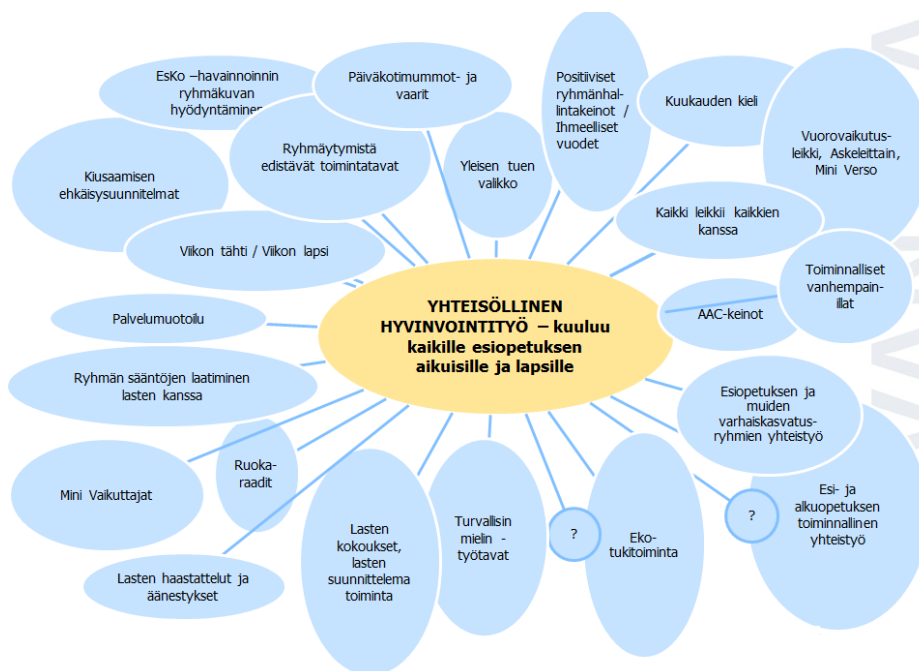 EsKo –havainnoinnin
ryhmäkuvan
hyödyntäminen
Päiväkotimummot- ja
vaarit
Positiiviset
ryhmänhal-
lintakeinot /
Ihmeelliset
vuodet
Kuukauden kieli
Vuorovaikutus-
leikki, Askeleittain,
Mini Verso
Kiusaamisen
ehkäisysuunnitelmat
Ryhmäytymistä
edistävät toimintatavat
Yleisen tuen
valikko
Kaikki leikkii kaikkien
kanssa
Viikon tähti / Viikon lapsi
Toiminnalliset
vanhempain-
illat
YHTEISÖLLINEN
HYVINVOINTITYÖ – kuuluu
kaikille esiopetuksen
aikuisille ja lapsille
Palvelumuotoilu
AAC-keinot
Ryhmän sääntöjen laatiminen
lasten kanssa
Esiopetuksen ja
muiden
varhaiskasvatus-
ryhmien yhteistyö
Mini Vaikuttajat
Ruoka-
raadit
Lasten
kokoukset,
lasten
suunnittelema
toiminta
Turvallisin
mielin -
työtavat
?
Eko-
tukitoiminta
?
Esi- ja
alkuopetuksen
toiminnallinen
yhteistyö
Lasten haastattelut ja
äänestykset